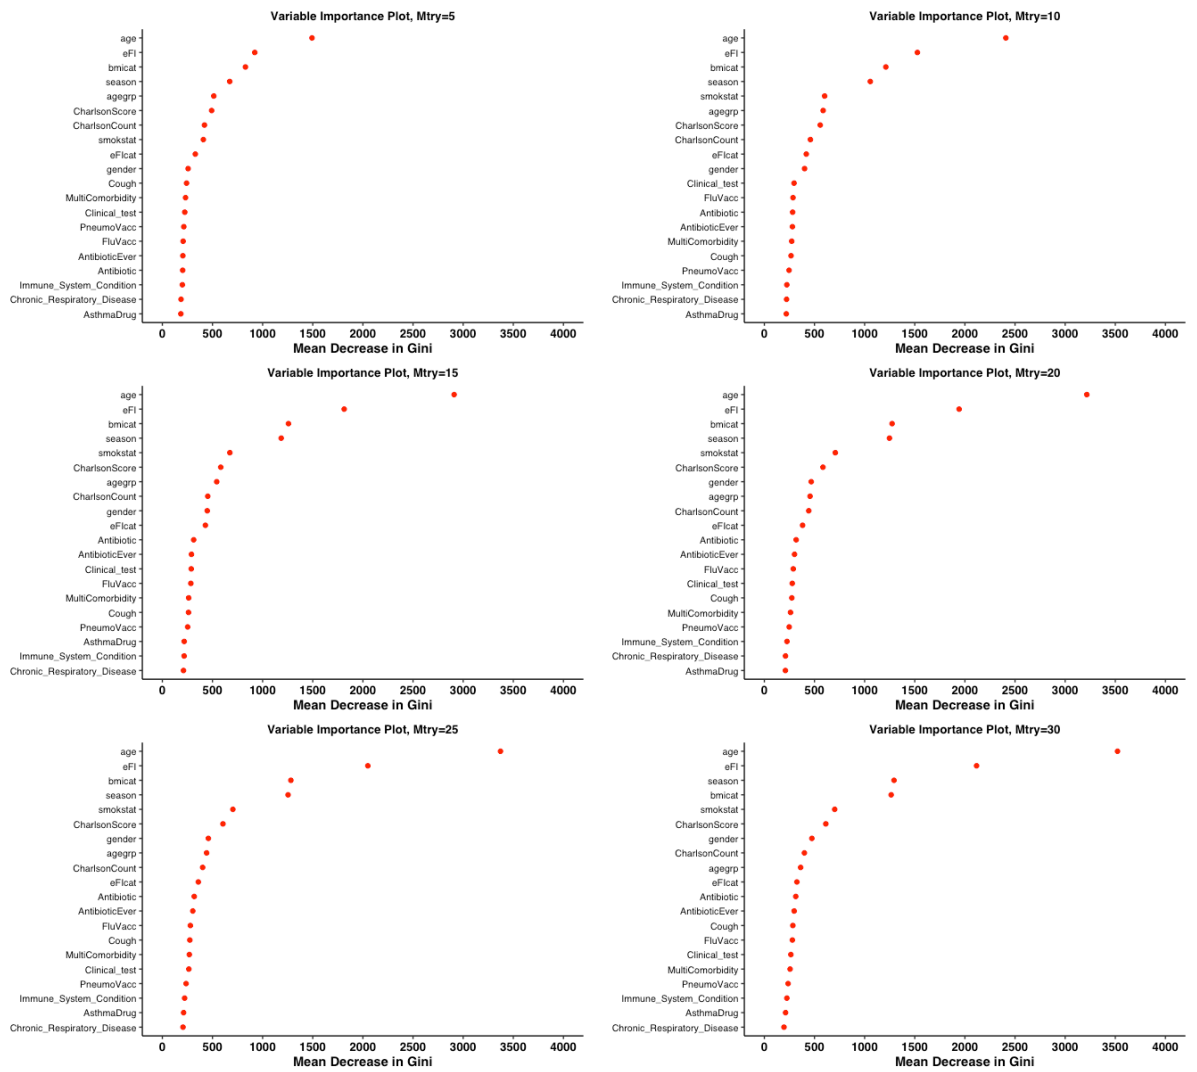 Variable Importance Plot, Mtry=5
age
eFI
bmicat
season
agegrp
CharlsonScore
CharlsonCount
smokstat
eFIcat
gender
Cough
MultiComorbidity
Clinical_test
PneumoVacc
FluVacc
AntibioticEver
Antibiotic
Immune_System_Condition
Chronic_Respiratory_Disease
AsthmaDrug
0 500 1000 1500 2000 2500 3000 3500 4000
Mean Decrease in Gini
Variable Importance Plot, Mtry=10
age
eFI
bmicat
season
smokstat
agegrp
CharlsonScore
CharlsonCount
eFIcat
gender
Clinical_test
FluVacc
Antibiotic
AntibioticEver
MultiComorbidity
Cough
PneumoVacc
Immune_System_Condition
Chronic_Respiratory_Disease
AsthmaDrug
0 500 1000 1500 2000 2500 3000 3500 4000
Mean Decrease in Gini
Variable Importance Plot, Mtry=15
age
eFI
bmicat
season
smokstat
CharlsonScore
agegrp
CharlsonCount
gender
eFIcat
Antibiotic
AntibioticEver
Clinical_test
FluVacc
MultiComorbidity
Cough
PneumoVacc
AsthmaDrug
Immune_System_Condition
Chronic_Respiratory_Disease
0 500 1000 1500 2000 2500 3000 3500 4000
Mean Decrease in Gini
Variable Importance Plot, Mtry=20
age
eFI
bmicat
season
smokstat
CharlsonScore
gender
agegrp
CharlsonCount
eFIcat
Antibiotic
AntibioticEver
FluVacc
Clinical_test
Cough
MultiComorbidity
PneumoVacc
Immune_System_Condition
Chronic_Respiratory_Disease
AsthmaDrug
0 500 1000 1500 2000 2500 3000 3500 4000
Mean Decrease in Gini
Variable Importance Plot, Mtry=25
age
eFI
bmicat
season
smokstat
CharlsonScore
gender
agegrp
CharlsonCount
eFIcat
Antibiotic
AntibioticEver
FluVacc
Cough
MultiComorbidity
Clinical_test
PneumoVacc
Immune_System_Condition
AsthmaDrug
Chronic_Respiratory_Disease
0 500 1000 1500 2000 2500 3000 3500 4000
Mean Decrease in Gini
Variable Importance Plot, Mtry=30
age
eFI
season
bmicat
smokstat
CharlsonScore
gender
CharlsonCount
agegrp
eFIcat
Antibiotic
AntibioticEver
Cough
FluVacc
Clinical_test
MultiComorbidity
PneumoVacc
Immune_System_Condition
AsthmaDrug
Chronic_Respiratory_Disease
0 500 1000 1500 2000 2500 3000 3500 4000
Mean Decrease in Gini